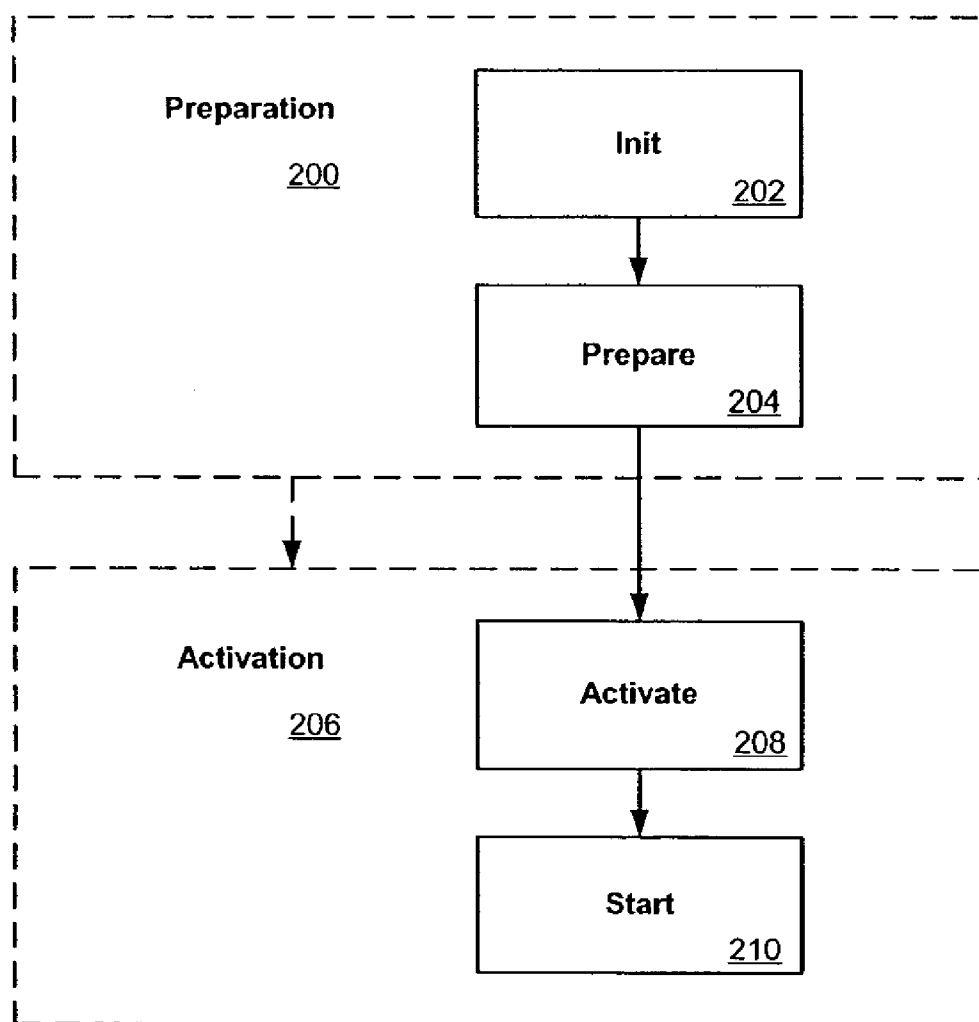 Preparation
200
Init
202
Prepare
204
Activation
206
Activate
208
Start
210